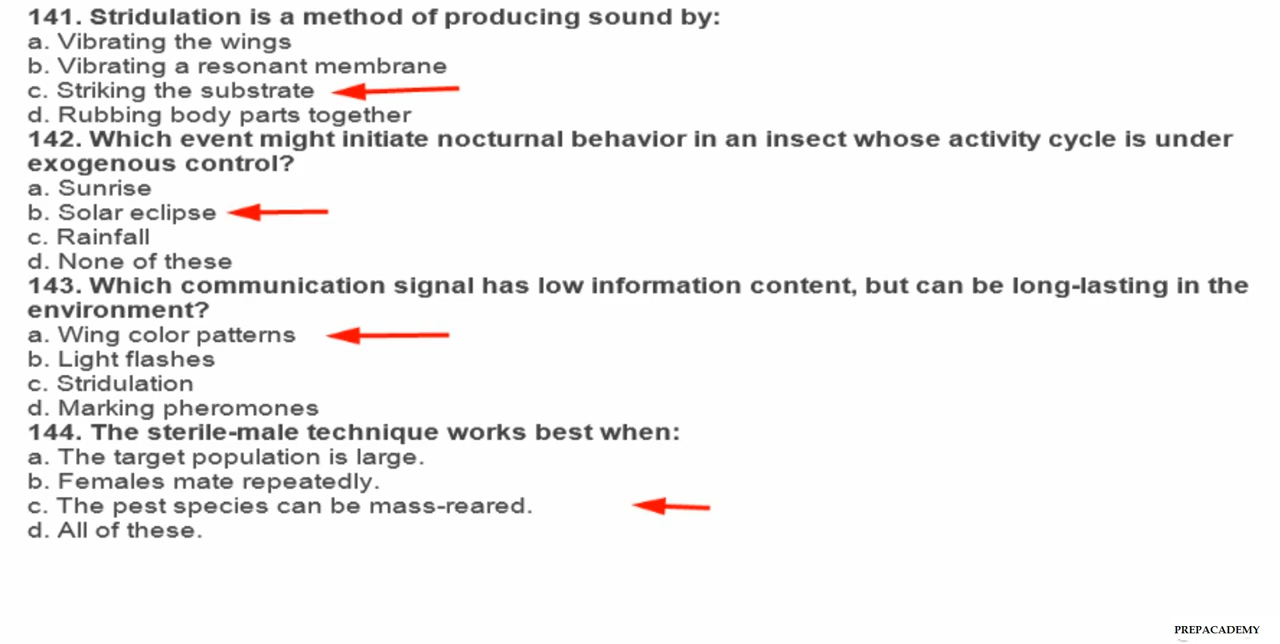 141. Stridulation is a method of producing sound by:
a. Vibrating the wings
b. Vibrating a resonant membrane
c. Striking the substrate
d. Rubbing body parts together
142. Which event might initiate nocturnal behavior in an insect whose activity cycle is under
exogenous control?
a. Sunrise
b. Solar eclipse
c. Rainfall
d. None of these
143. Which communication signal has low information content, but can be long-lasting in the
environment?
a. Wing color patterns
b. Light flashes
c. Stridulation
d. Marking pheromones
144. The sterile-male technique works best when:
a. The target population is large.
b. Females mate repeatedly.
c. The pest species can be mass-reared.
d. All of these.
PREPACADEMY